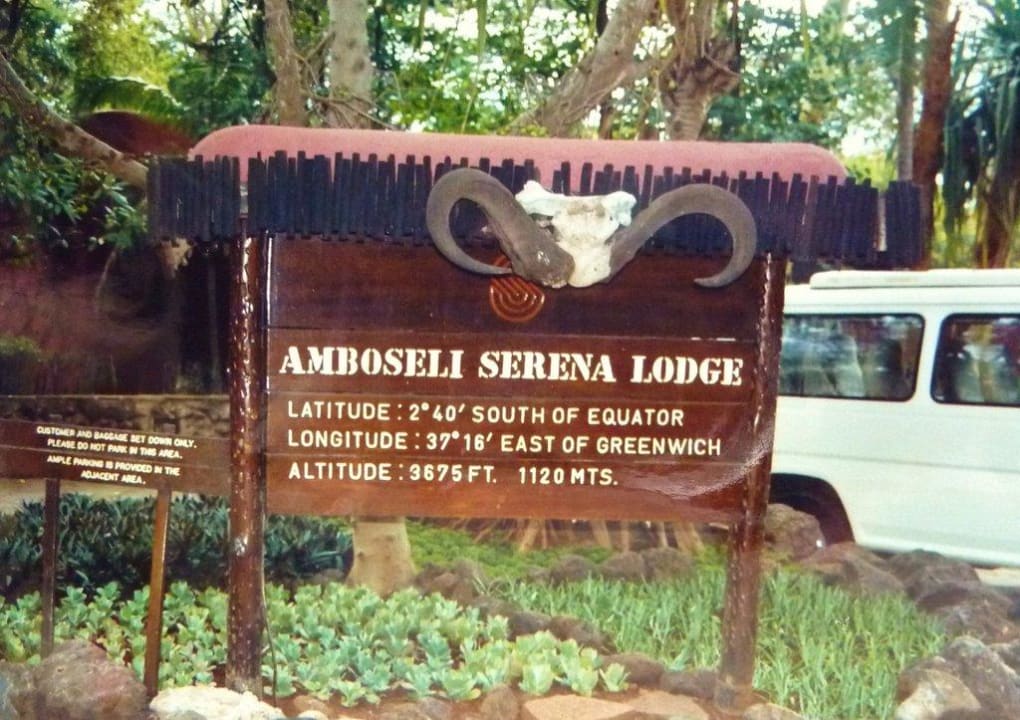 AMBOSELI SERENA LODGE
LATITUDE : 2°40' SOUTH OF EQUATOR
LONGITUDE : 37°16' EAST OF GREENWICH
ALTITUDE : 3675 FT. 1120 MTS.
CUSTOMER AND BAGGAGE SET DOWN ONLY.
PLEASE DO NOT PARK IN THIS AREA.
AMPLE PARKING IS PROVIDED IN THE
ADJACENT AREA.